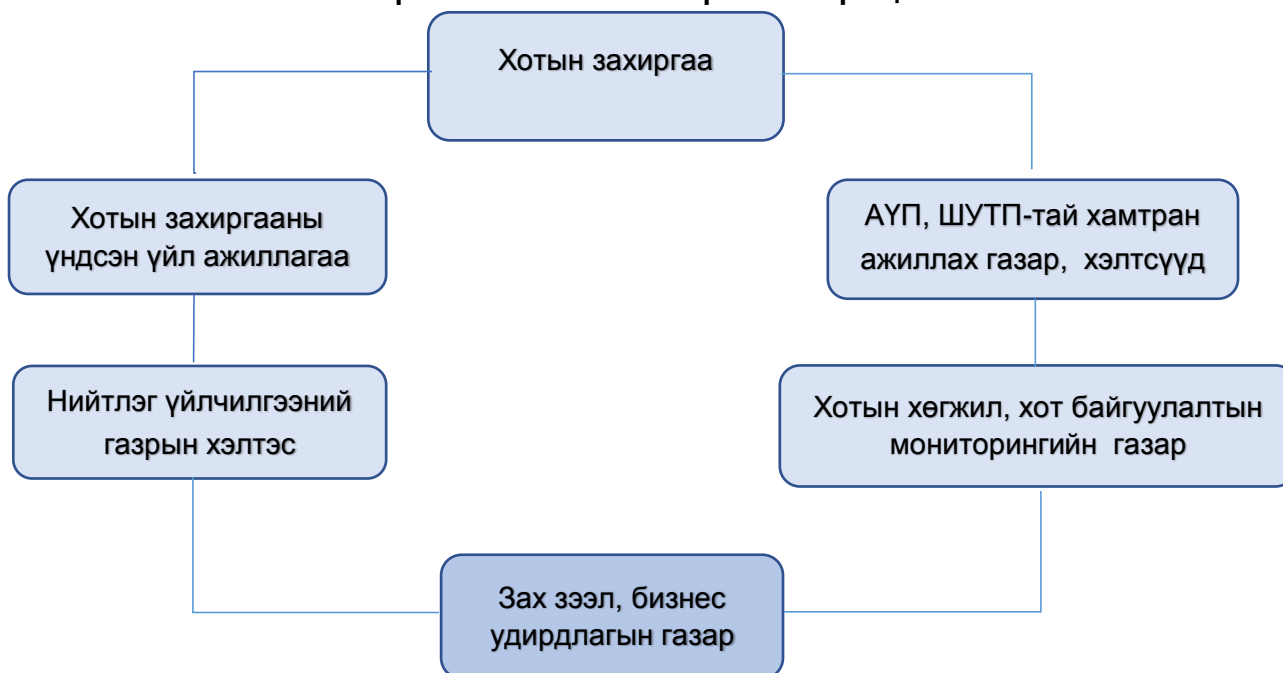 Хотын захиргаа
Хотын захиргааны
үндсэн үйл ажиллагаа
АҮП, ШУТП-тай хамтран
ажиллах газар, хэлтсүүд
Нийтлэг үйлчилгээний
газрын хэлтэс
Хотын хөгжил, хот байгуулалтын
мониторингийн газар
Зах зээл, бизнес
удирдлагын газар